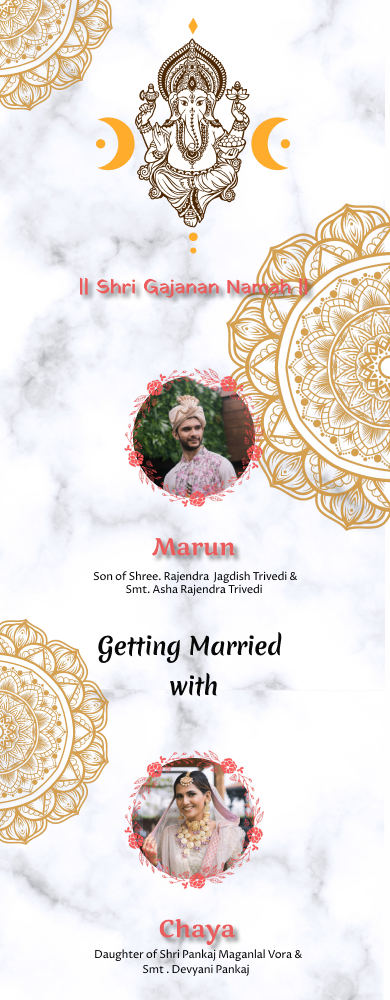 || Shri Gajanan Namah ||
Marun
Son of Shree. Rajendra Jagdish Trivedi &
Smt. Asha Rajendra Trivedi
Getting Married
with
Chaya
Daughter of Shri Pankaj Maganlal Vora &
Smt . Devyani Pankaj